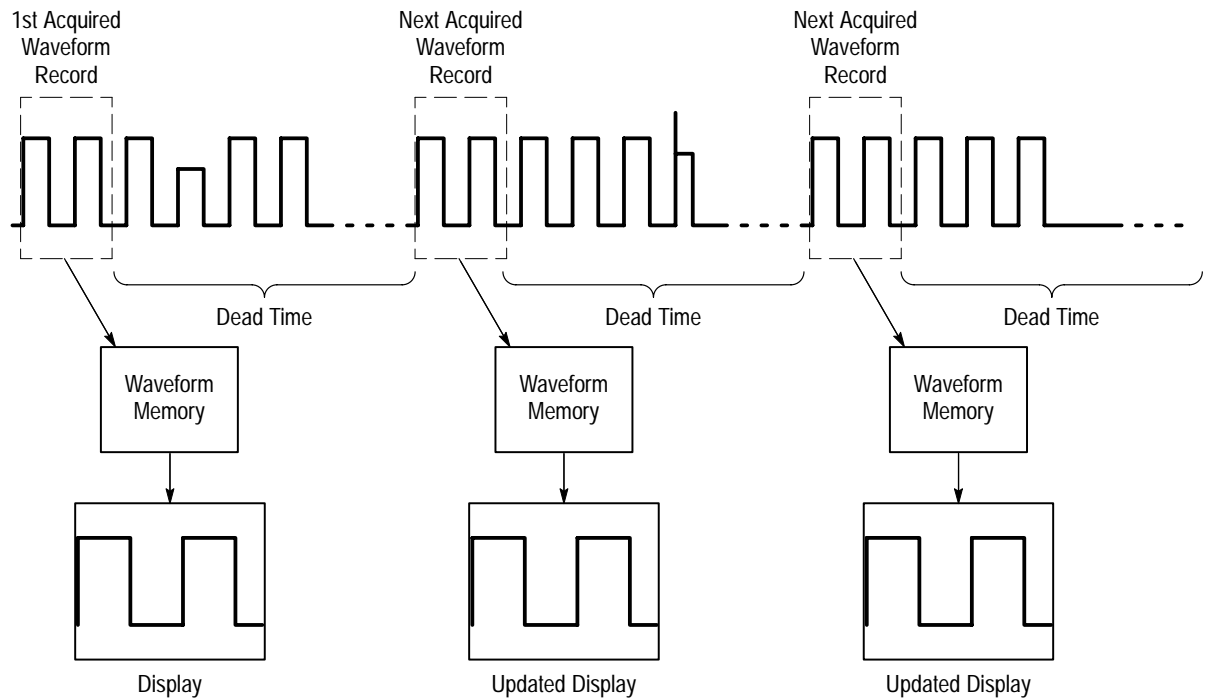 1st Acquired
Waveform
Record
Next Acquired
Waveform
Record
Next Acquired
Waveform
Record
Dead Time
Dead Time
Dead Time
Waveform
Memory
Waveform
Memory
Waveform
Memory
Display
Updated Display
Updated Display